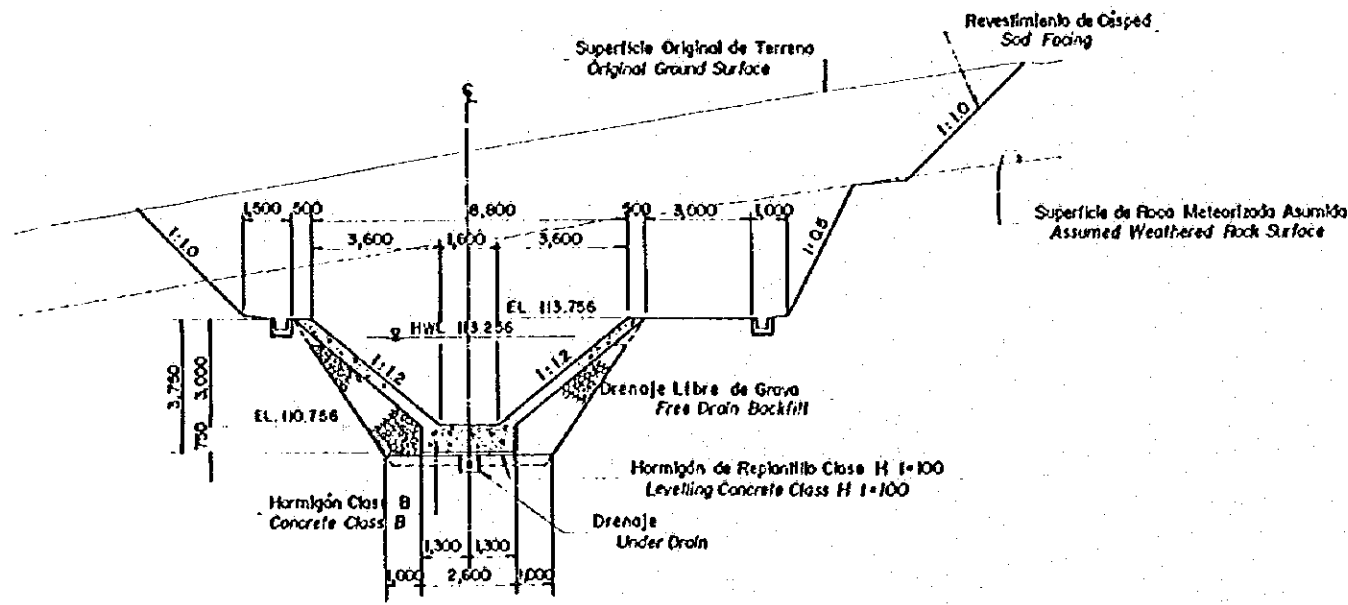 Revestimiento de Césped
Sod Facing
Superficie Original de Terreno
Original Ground Surface
℄
1:1.0
Superficie de Roca Meteorizada Asumida
Assumed Weathered Rock Surface
1,500 500 8,800 500 3,000 1,000
3,600 1,600 3,600
1:1.0
1:0.5
EL. 113.756
HWL 113.256
1:1.2
1:1.2
3,750
3,000
750
Drenaje Libre de Grava
Free Drain Backfill
EL. 110.756
Hormigón de Replantillo Clase H t=100
Levelling Concrete Class H t=100
Hormigón Clase B
Concrete Class B
Drenaje
Under Drain
1,300 1,300
1,000 2,600 1,000